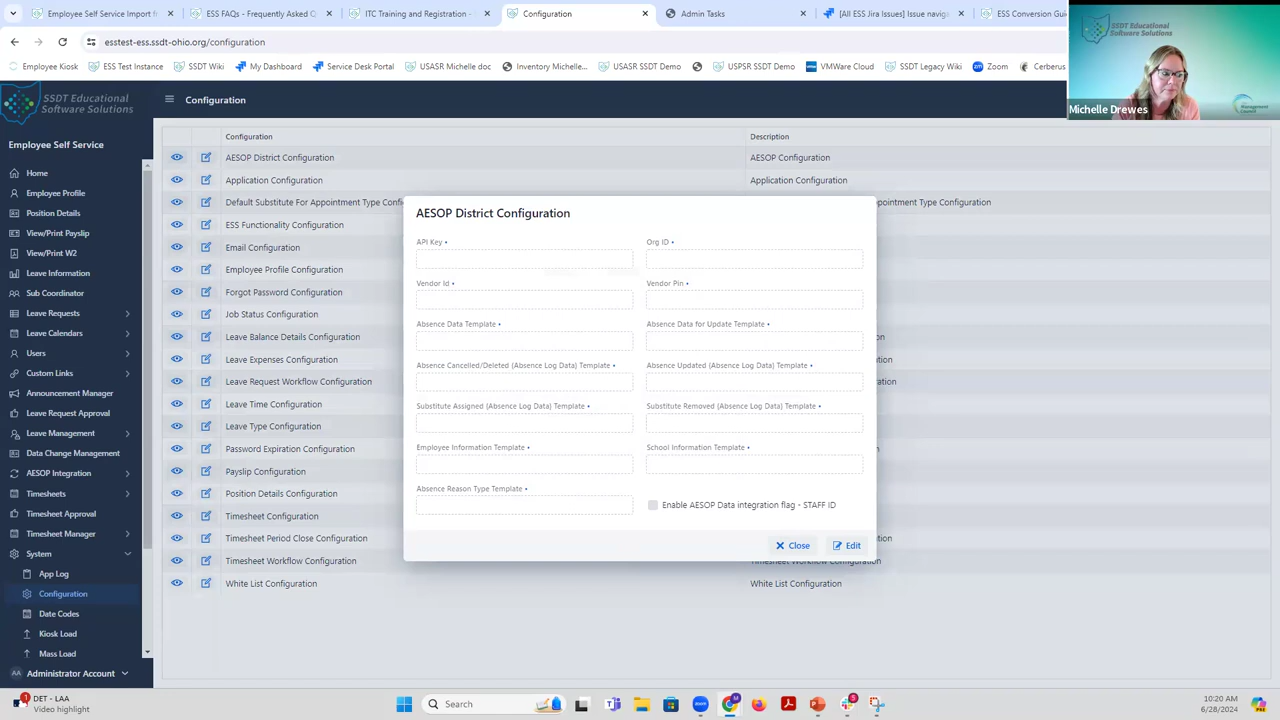 Employee Self Service Import f
ESS FAQs - Frequently Asked Q
IT Training and Registration -
Configuration
Admin Tasks
[All ESS Jira Issues] Issue navig
ESS Conversion Gui
esstest-ess.ssdt-ohio.org/configuration
Employee Kiosk
ESS Test Instance
SSDT Wiki
My Dashboard
Service Desk Portal
USASR Michelle doc
Inventory Michelle...
USASR SSDT Demo
USPSR SSDT Demo
VMWare Cloud
SSDT Legacy Wiki
Zoom
Cerberus
SSDT Educational
Software Solutions
Michelle Drewes
Management
Council
SSDT Educational
Software Solutions
Employee Self Service
Home
Employee Profile
Position Details
View/Print Payslip
View/Print W2
Leave Information
Sub Coordinator
Leave Requests
Leave Calendars
Users
Custom Links
Announcement Manager
Leave Request Approval
Leave Management
Data Change Management
AESOP Integration
Timesheets
Timesheet Approval
Timesheet Manager
System
App Log
Configuration
Date Codes
Kiosk Load
Mass Load
AA Administrator Account
Configuration
Configuration Description
AESOP District Configuration AESOP Configuration
Application Configuration Application Configuration
Default Substitute For Appointment Type Confi pointment Type Configuration
ESS Functionality Configuration
Email Configuration
Employee Profile Configuration
Forgot Password Configuration
Job Status Configuration
Leave Balance Details Configuration
Leave Expenses Configuration
Leave Request Workflow Configuration
Leave Time Configuration
Leave Type Configuration
Password Expiration Configuration
Payslip Configuration
Position Details Configuration
Timesheet Configuration
Timesheet Period Close Configuration
Timesheet Workflow Configuration Timesheet Workflow Configuration
White List Configuration White List Configuration
AESOP District Configuration
API Key •
Org ID •
Vendor Id •
Vendor Pin •
Absence Data Template •
Absence Data for Update Template •
Absence Cancelled/Deleted (Absence Log Data) Template •
Absence Updated (Absence Log Data) Template •
Substitute Assigned (Absence Log Data) Template •
Substitute Removed (Absence Log Data) Template •
Employee Information Template •
School Information Template •
Absence Reason Type Template •
Enable AESOP Data integration flag - STAFF ID
Close
Edit
1
DET - LAA
Video highlight
Search
10:20 AM
6/28/2024